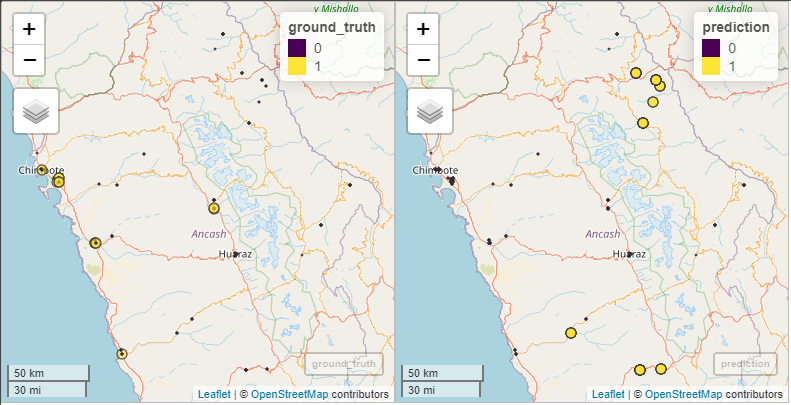 +
−
v Mishollo
ground_truth
0
1
Chimbote
Ancash
Huaraz
50 km
30 mi
ground_truth
Leaflet | © OpenStreetMap contributors
+
−
v Mishollo
prediction
0
1
Chimbote
Ancash
Huaraz
50 km
30 mi
prediction
Leaflet | © OpenStreetMap contributors